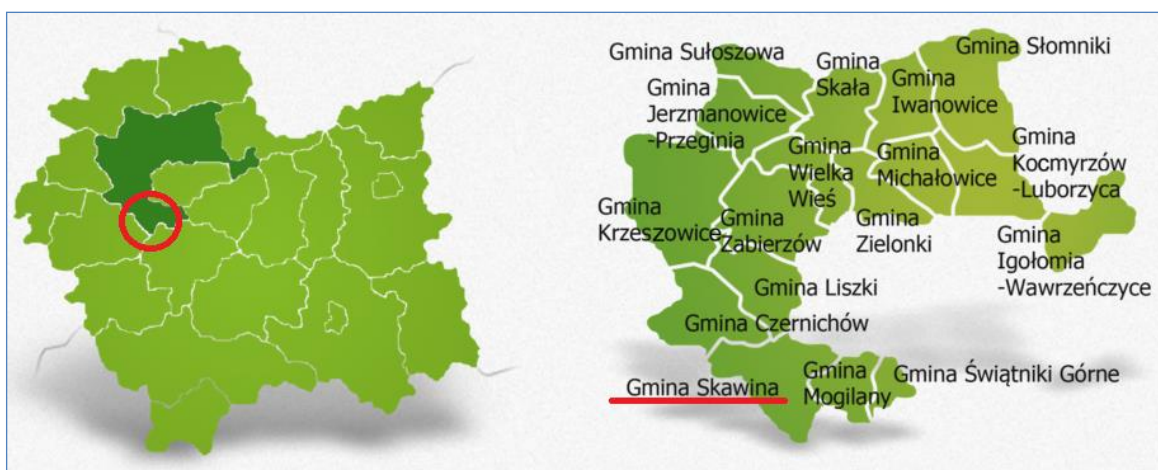 Gmina Sułoszowa
Gmina
Skała
Gmina Słomniki
Gmina
Jerzmanowice
-Przeginia
Gmina
Iwanowice
Gmina
Wielka
Wieś
Gmina
Michałowice
Gmina
Kocmyrzów
-Luborzyca
Gmina
Krzeszowice
Gmina
Zabierzów
Gmina
Zielonki
Gmina
Igołomia
-Wawrzeńczyce
Gmina Liszki
Gmina Czernichów
Gmina Skawina
Gmina
Mogilany
Gmina Świątniki Górne